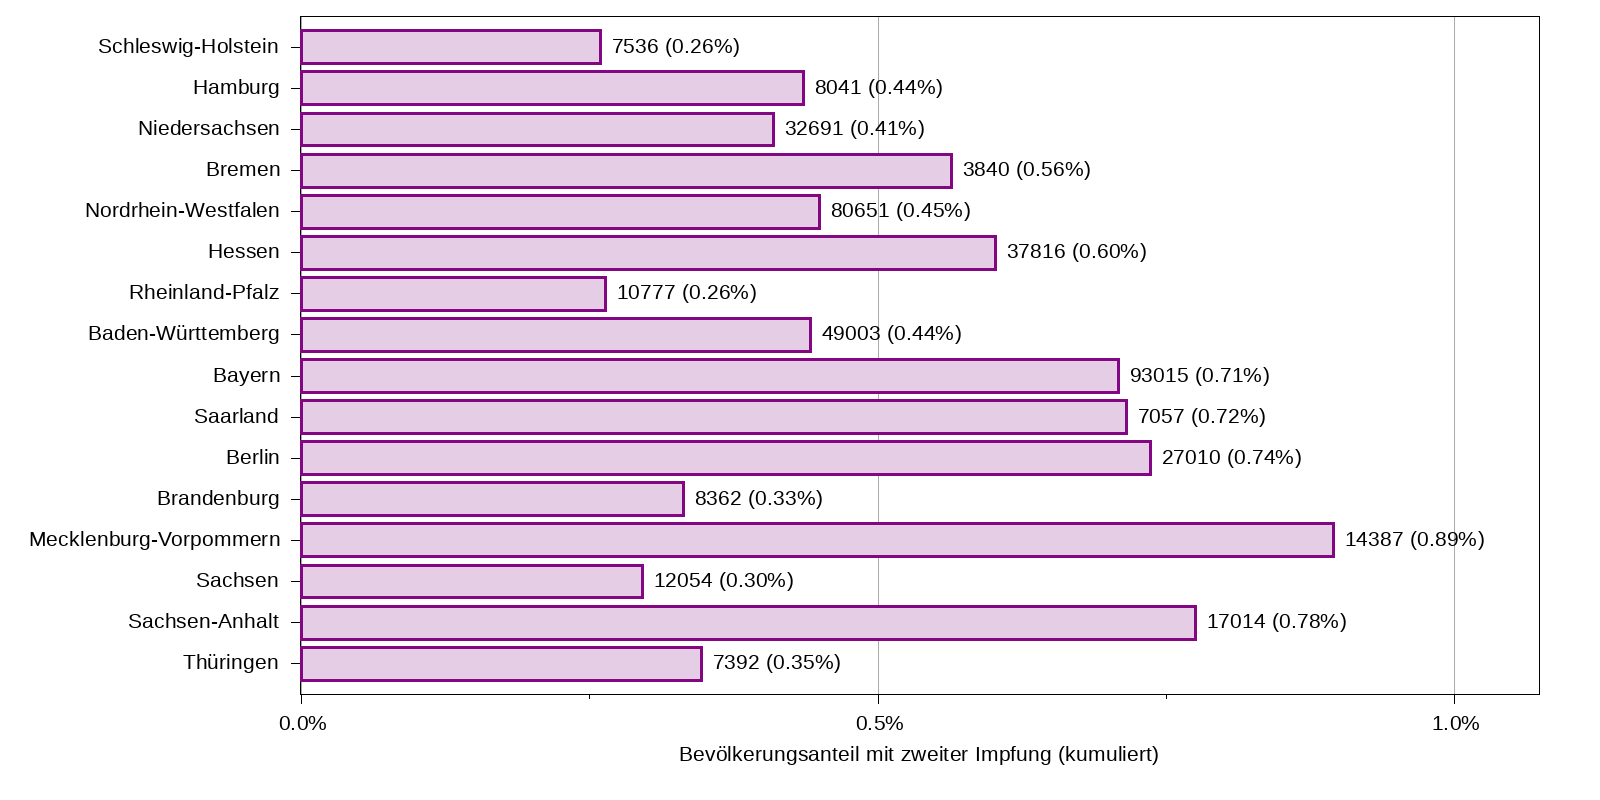 Schleswig-Holstein 7536 (0.26%)
Hamburg 8041 (0.44%)
Niedersachsen 32691 (0.41%)
Bremen 3840 (0.56%)
Nordrhein-Westfalen 80651 (0.45%)
Hessen 37816 (0.60%)
Rheinland-Pfalz 10777 (0.26%)
Baden-Württemberg 49003 (0.44%)
Bayern 93015 (0.71%)
Saarland 7057 (0.72%)
Berlin 27010 (0.74%)
Brandenburg 8362 (0.33%)
Mecklenburg-Vorpommern 14387 (0.89%)
Sachsen 12054 (0.30%)
Sachsen-Anhalt 17014 (0.78%)
Thüringen 7392 (0.35%)
0.0% 0.5% 1.0%
Bevölkerungsanteil mit zweiter Impfung (kumuliert)